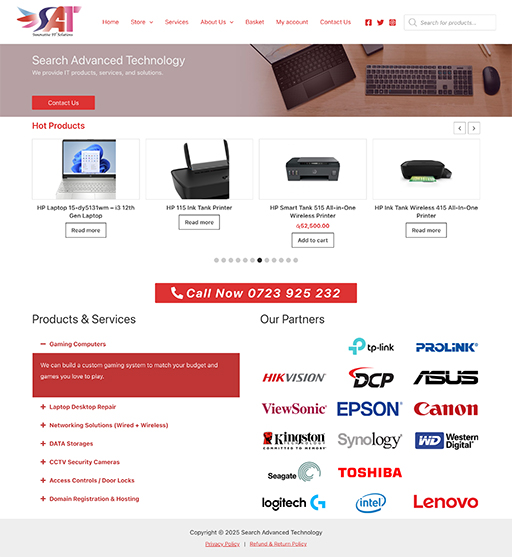 SAT
Innovative IT Solutions
Home Store Services About Us Basket My account Contact Us
Search for products...
Search Advanced Technology
We provide IT products, services, and solutions.
Contact Us
Hot Products
HP Laptop 15-dy5131wm – i3 12th
Gen Laptop
Read more
HP 115 Ink Tank Printer
Read more
HP Smart Tank 515 All-in-One
Wireless Printer
රු52,500.00
Add to cart
HP Ink Tank Wireless 415 All-In-One
Printer
Read more
Call Now 0723 925 232
Products & Services
Gaming Computers
We can build a custom gaming system to match your budget and
games you love to play.
Laptop Desktop Repair
Networking Solutions (Wired + Wireless)
DATA Storages
CCTV Security Cameras
Access Controls / Door Locks
Domain Registration & Hosting
Our Partners
tp-link PROLiNK®
HIKVISION DCP ASUS
ViewSonic® EPSON® Canon
Kingston Synology® WD Western Digital®
COMMITTED TO MEMORY
Seagate TOSHIBA
logitech intel Lenovo
Copyright © 2025 Search Advanced Technology
Privacy Policy | Refund & Return Policy